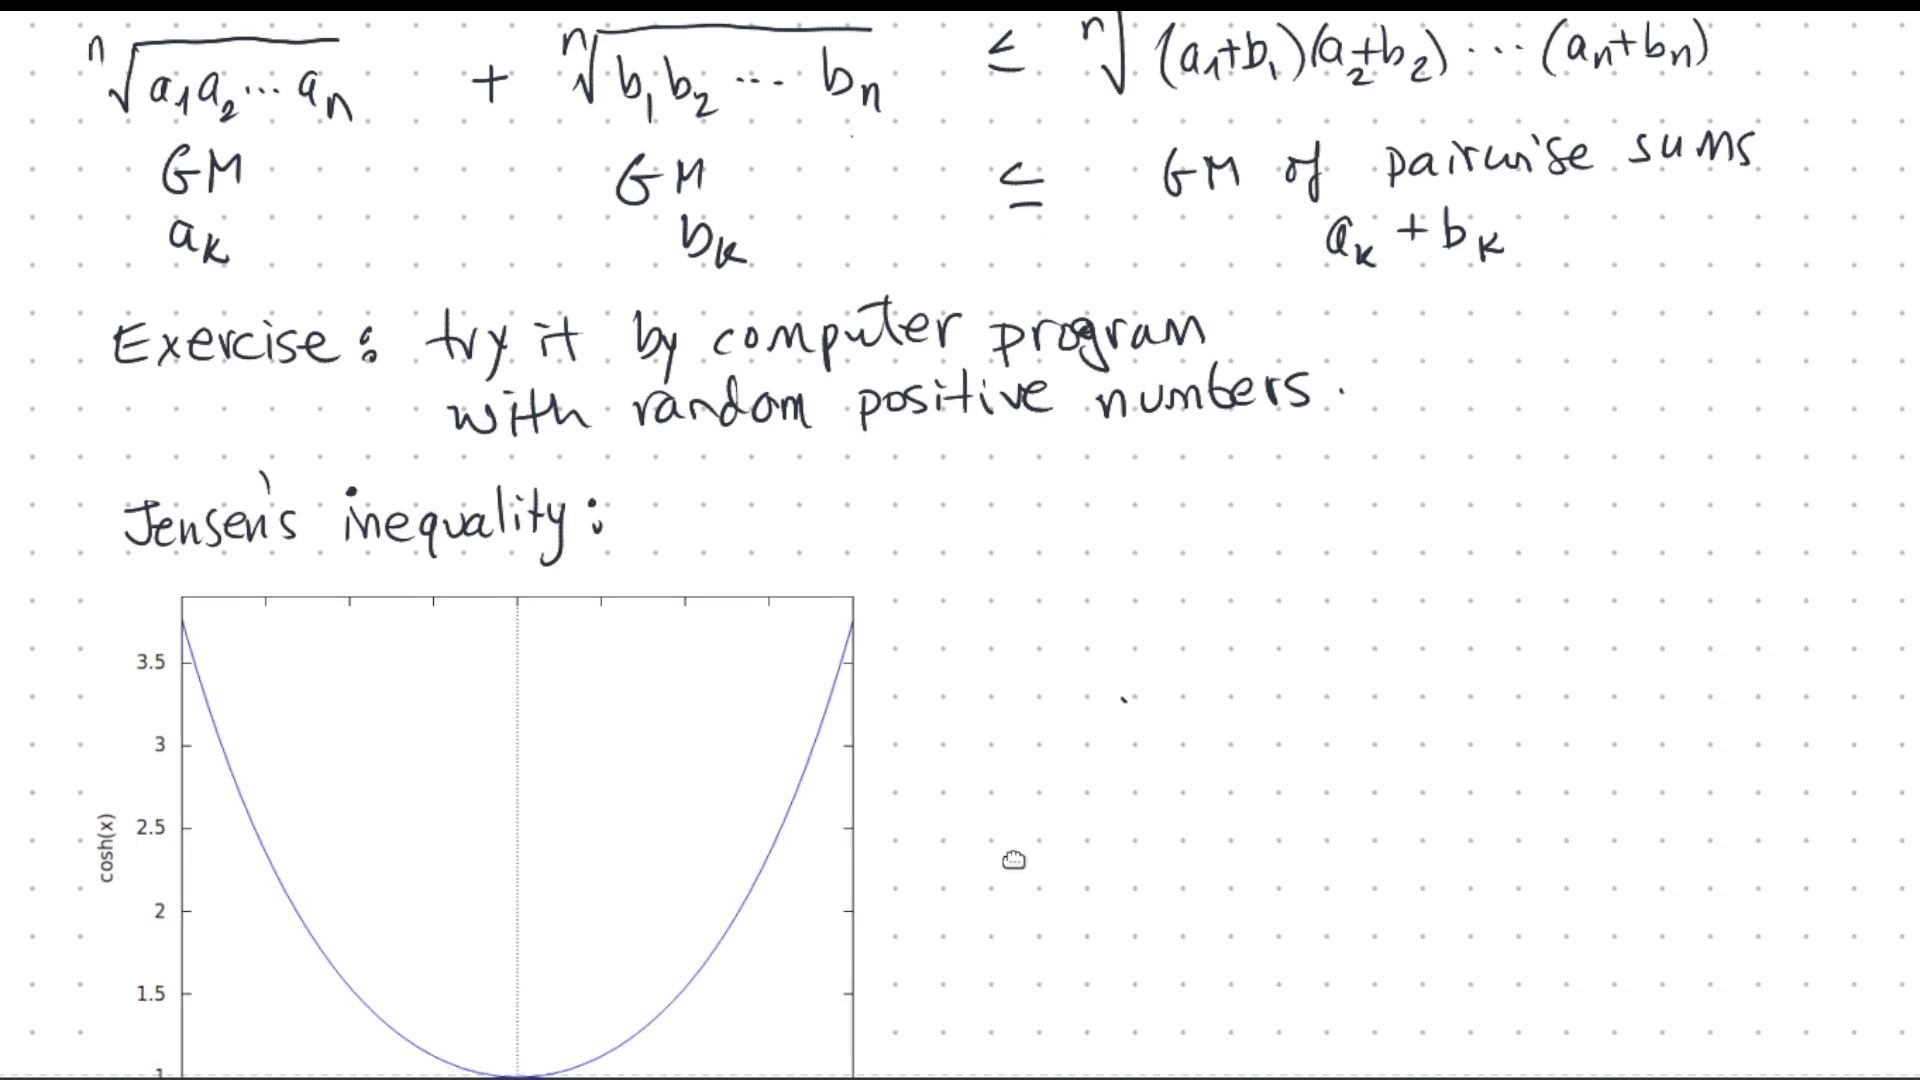 ⁿ√(a₁a₂⋯aₙ) + ⁿ√(b₁b₂⋯bₙ) ≤ ⁿ√((a₁+b₁)(a₂+b₂)⋯(aₙ+bₙ))
GM GM ≤ GM of pairwise sums
aₖ bₖ aₖ+bₖ
Exercise: try it by computer program
with random positive numbers.
Jensen's inequality:
3.5
3
2.5
cosh(x)
2
1.5
1